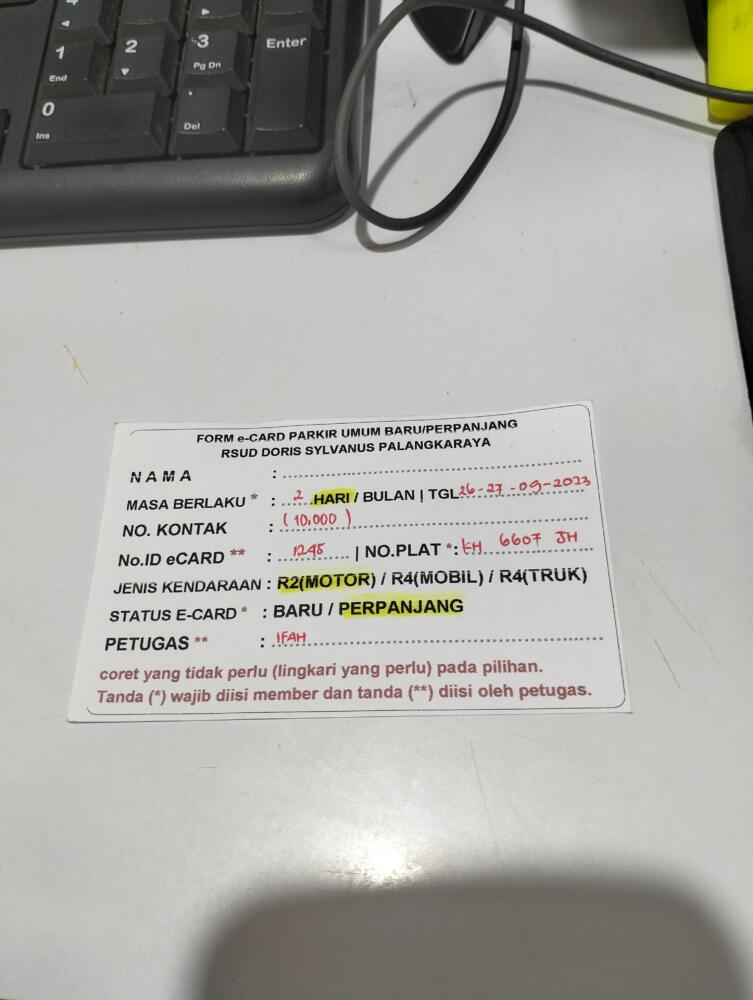 1
End
2
3
Pg Dn
Enter
0
Ins
Del
FORM e-CARD PARKIR UMUM BARU/PERPANJANG
RSUD DORIS SYLVANUS PALANGKARAYA
NAMA :
MASA BERLAKU * : 2 HARI / BULAN | TGL 26-27-09-2023
NO. KONTAK : (10.000)
No.ID eCARD ** : 1245 | NO.PLAT *: KH 6607 JH
JENIS KENDARAAN : R2(MOTOR) / R4(MOBIL) / R4(TRUK)
STATUS E-CARD * : BARU / PERPANJANG
PETUGAS ** : IFAH
coret yang tidak perlu (lingkari yang perlu) pada pilihan.
Tanda (*) wajib diisi member dan tanda (**) diisi oleh petugas.